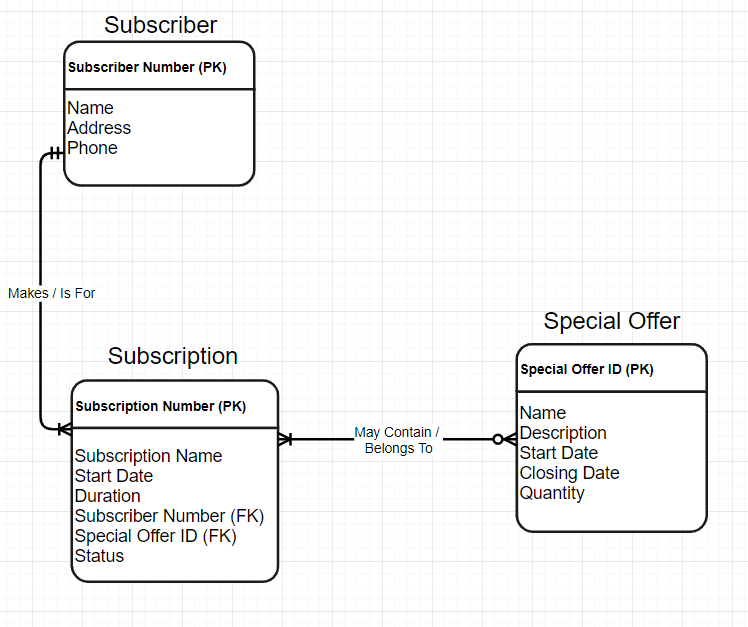 Subscriber
Subscriber Number (PK)
Name
Address
Phone
Makes / Is For
Subscription
Subscription Number (PK)
Subscription Name
Start Date
Duration
Subscriber Number (FK)
Special Offer ID (FK)
Status
May Contain /
Belongs To
Special Offer
Special Offer ID (PK)
Name
Description
Start Date
Closing Date
Quantity